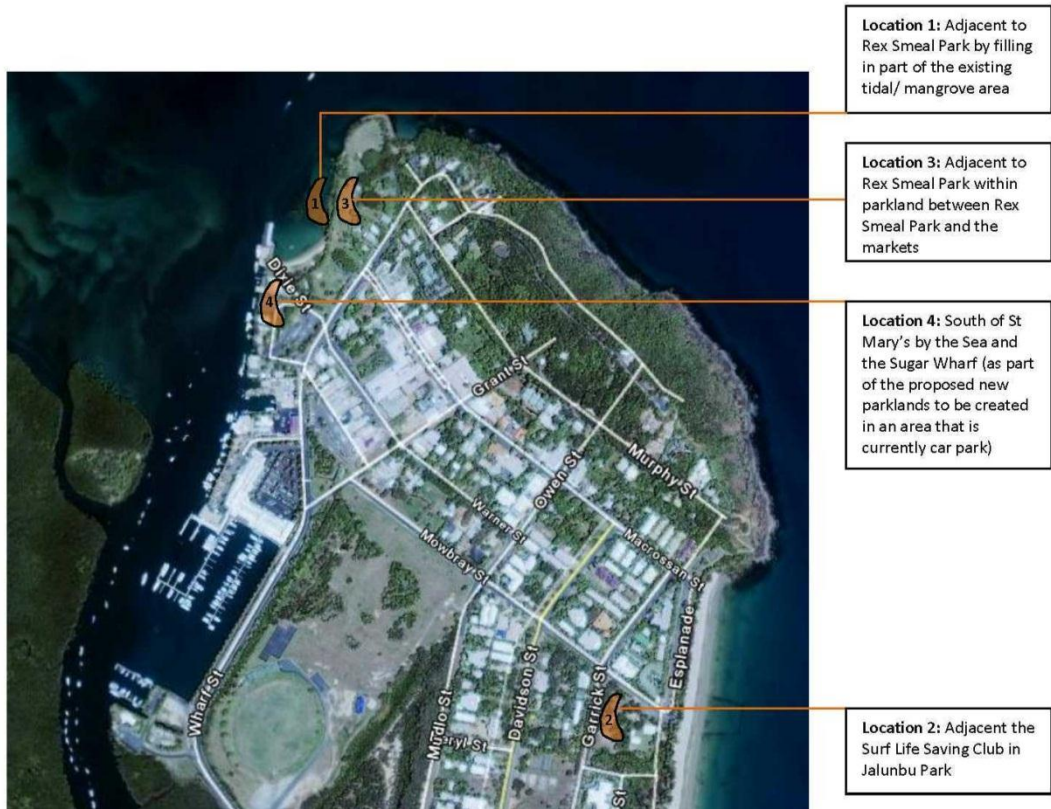 Location 1: Adjacent to
Rex Smeal Park by filling
in part of the existing
tidal/ mangrove area
Location 3: Adjacent to
Rex Smeal Park within
parkland between Rex
Smeal Park and the
markets
Location 4: South of St
Mary's by the Sea and
the Sugar Wharf (as part
of the proposed new
parklands to be created
in an area that is
currently car park)
Location 2: Adjacent the
Surf Life Saving Club in
Jalunbu Park
1
3
Dixie St
4
Grant St
Murphy St
Owen St
Warner St
Macrossan St
Mowbray St
Esplanade
Wharf St
Davidson St
Garrick St
2
Mudlo St
eryl St
St